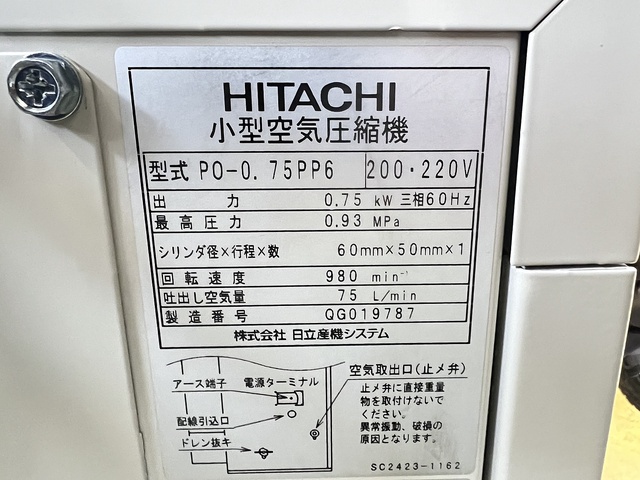 HITACHI
小型空気圧縮機
型式 PO-0.75PP6 200・220V
出力 0.75 kW 三相60Hz
最高圧力 0.93 MPa
シリンダ径×行程×数 60mm×50mm×1
回転速度 980 min⁻¹
吐出し空気量 75 L/min
製造番号 QG019787
株式会社 日立産機システム
空気取出口(止メ弁)
アース端子 電源ターミナル
止メ弁に直接重量
物を取付けないで
ください。
異常振動、破損の
原因となります。
配線引込口
ドレン抜キ
SC2423-1162